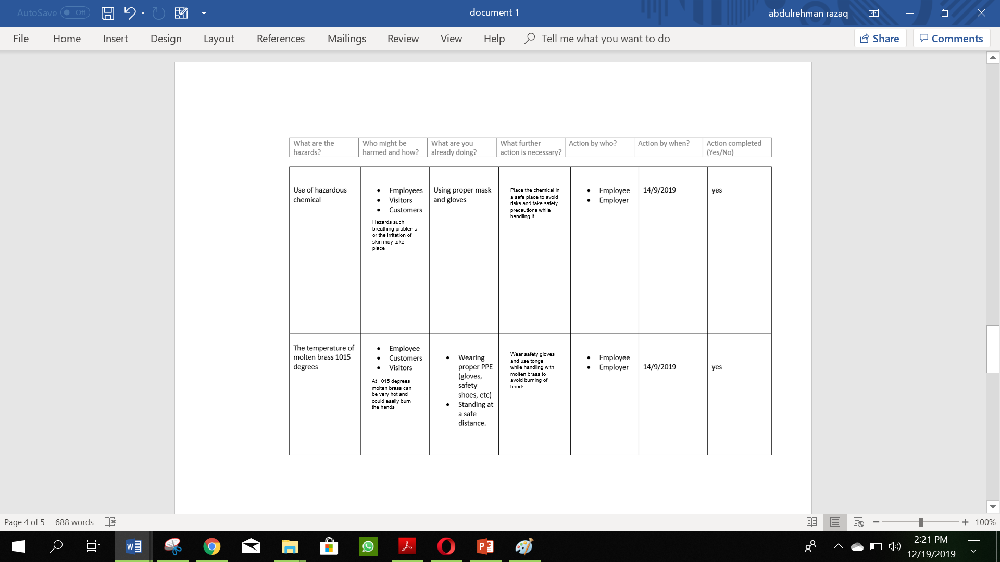 AutoSave Off
document 1
abdulrehman razaq
File Home Insert Design Layout References Mailings Review View Help Tell me what you want to do
Share Comments
What are the
hazards?
Who might be
harmed and how?
What are you
already doing?
What further
action is necessary?
Action by who?
Action by when?
Action completed
(Yes/No)
Use of hazardous
chemical
• Employees
• Visitors
• Customers
Hazards such
breathing problems
or the irritation of
skin may take
place
Using proper mask
and gloves
Place the chemical in
a safe place to avoid
risks and take safety
precautions while
handling it
• Employee
• Employer
14/9/2019
yes
The temperature of
molten brass 1015
degrees
• Employee
• Customers
• Visitors
At 1015 degrees
molten brass can
be very hot and
could easily burn
the hands
• Wearing
proper PPE
(gloves,
safety
shoes, etc)
• Standing at
a safe
distance.
Wear safety gloves
and use tongs
while handling with
molten brass to
avoid burning of
hands
• Employee
• Employer
14/9/2019
yes
Page 4 of 5 688 words
100%
2:21 PM
12/19/2019